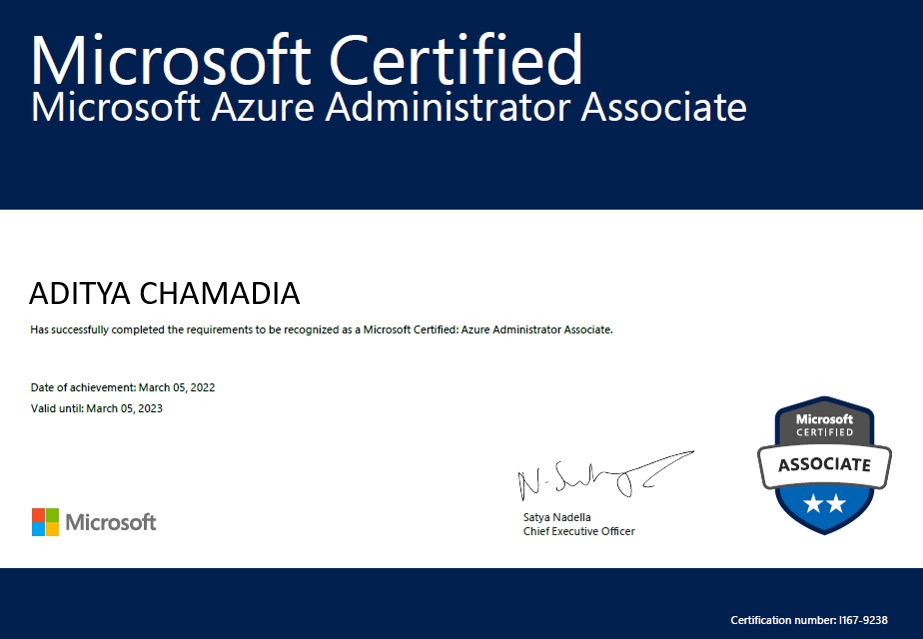 Microsoft Certified
Microsoft Azure Administrator Associate
ADITYA CHAMADIA
Has successfully completed the requirements to be recognized as a Microsoft Certified: Azure Administrator Associate.
Date of achievement: March 05, 2022
Valid until: March 05, 2023
Microsoft
CERTIFIED
ASSOCIATE
Microsoft
Satya Nadella
Chief Executive Officer
Certification number: I167-9238